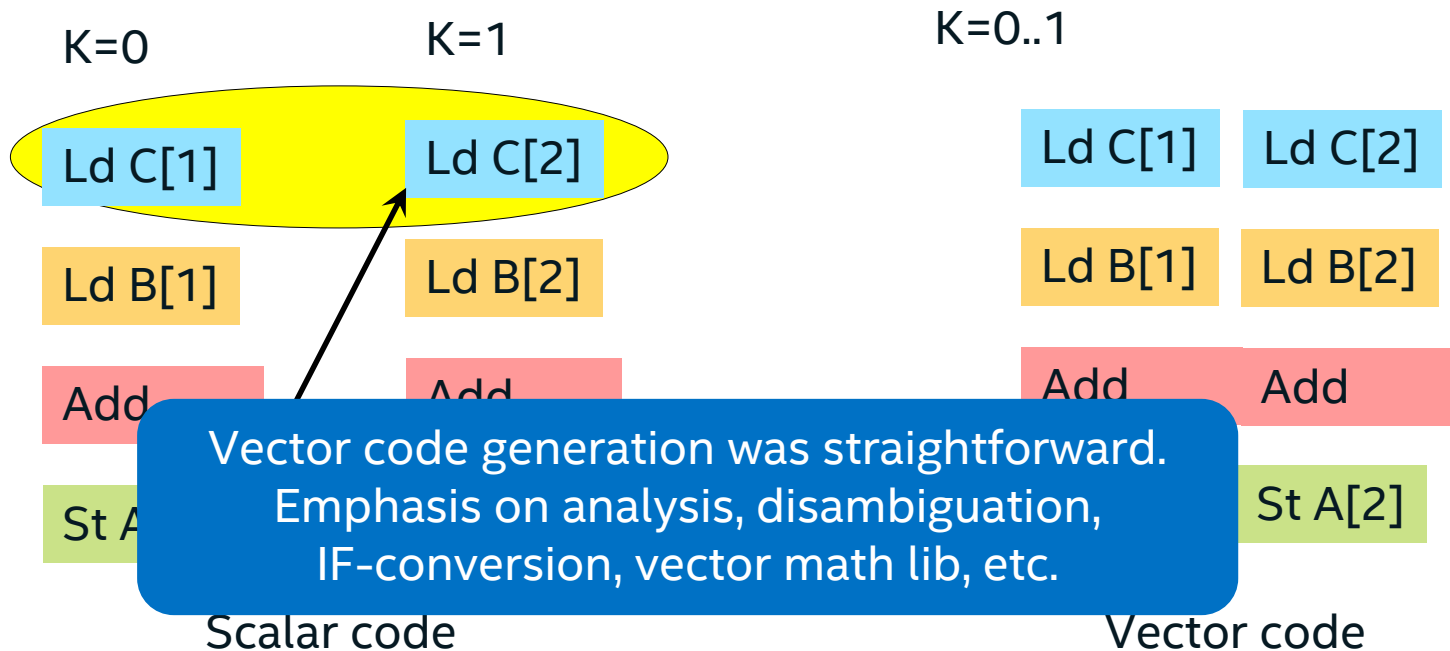 K=0
K=1
K=0..1
Ld C[1]
Ld C[2]
Ld C[1]
Ld C[2]
Ld B[1]
Ld B[2]
Ld B[1]
Ld B[2]
Add
Add
Add
Add
St A
St A[2]
Vector code generation was straightforward.
Emphasis on analysis, disambiguation,
IF-conversion, vector math lib, etc.
Scalar code
Vector code